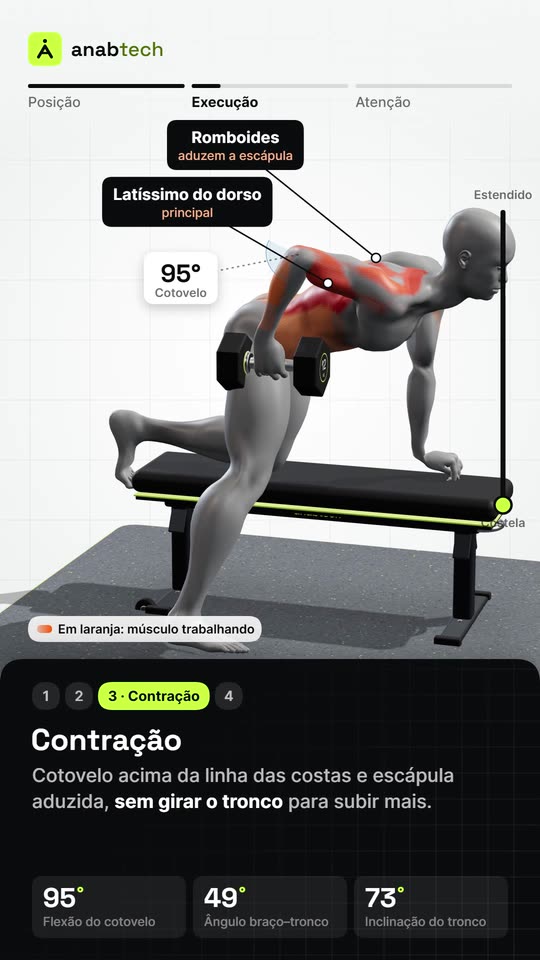 anabtech
Posição
Execução
Atenção
Romboides
aduzem a escápula
Latíssimo do dorso
principal
Estendido
95°
Cotovelo
Costela
Em laranja: músculo trabalhando
1
2
3 · Contração
4
Contração
Cotovelo acima da linha das costas e escápula
aduzida, sem girar o tronco para subir mais.
95°
Flexão do cotovelo
49°
Ângulo braço–tronco
73°
Inclinação do tronco